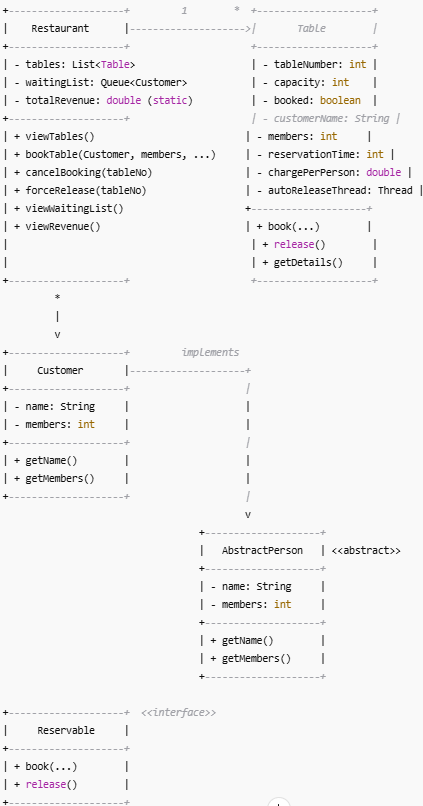 +--------------------+ 1 * +--------------------+
| Restaurant |-------------------->| Table |
+--------------------+ +--------------------+
| - tables: List<Table> | - tableNumber: int |
| - waitingList: Queue<Customer> | - capacity: int |
| - totalRevenue: double (static) | - booked: boolean |
+--------------------+ | - customerName: String |
| + viewTables() | - members: int |
| + bookTable(Customer, members, ...) | - reservationTime: int |
| + cancelBooking(tableNo) | - chargePerPerson: double |
| + forceRelease(tableNo) | - autoReleaseThread: Thread |
| + viewWaitingList() +--------------------+
| + viewRevenue() | + book(...) |
| | + release() |
| | + getDetails() |
+--------------------+ +--------------------+
*
|
v
+--------------------+ implements
| Customer |--------------------+
+--------------------+ |
| - name: String | |
| - members: int | |
+--------------------+ |
| + getName() | |
| + getMembers() | |
+--------------------+ |
v
+--------------------+
| AbstractPerson | <<abstract>>
+--------------------+
| - name: String |
| - members: int |
+--------------------+
| + getName() |
| + getMembers() |
+--------------------+
+--------------------+ <<interface>>
| Reservable |
+--------------------+
| + book(...) |
| + release() |
+--------------------+